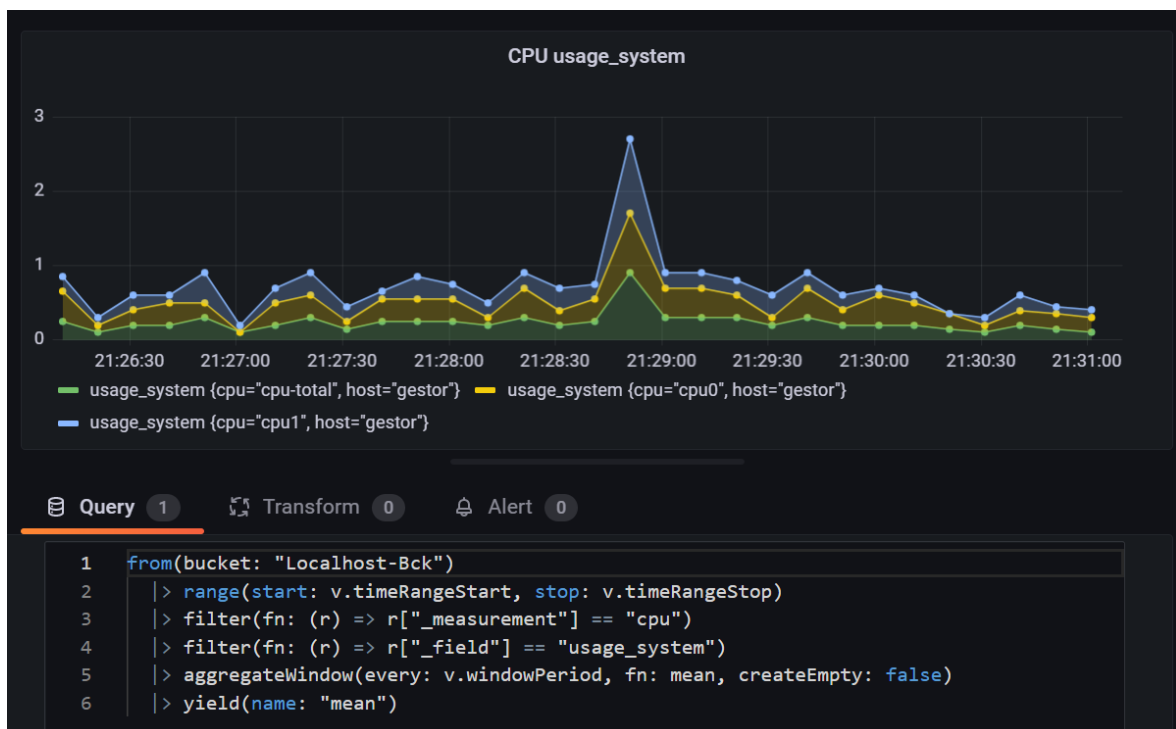 CPU usage_system
3
2
1
0
21:26:30 21:27:00 21:27:30 21:28:00 21:28:30 21:29:00 21:29:30 21:30:00 21:30:30 21:31:00
usage_system {cpu="cpu-total", host="gestor"} usage_system {cpu="cpu0", host="gestor"}
usage_system {cpu="cpu1", host="gestor"}
Query 1 Transform 0 Alert 0
1 from(bucket: "Localhost-Bck")
2 |> range(start: v.timeRangeStart, stop: v.timeRangeStop)
3 |> filter(fn: (r) => r["_measurement"] == "cpu")
4 |> filter(fn: (r) => r["_field"] == "usage_system")
5 |> aggregateWindow(every: v.windowPeriod, fn: mean, createEmpty: false)
6 |> yield(name: "mean")